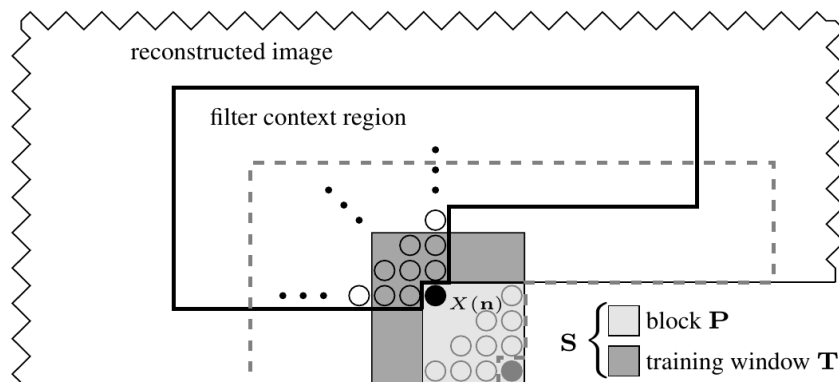 reconstructed image
filter context region
X(n)
S { block P
training window T